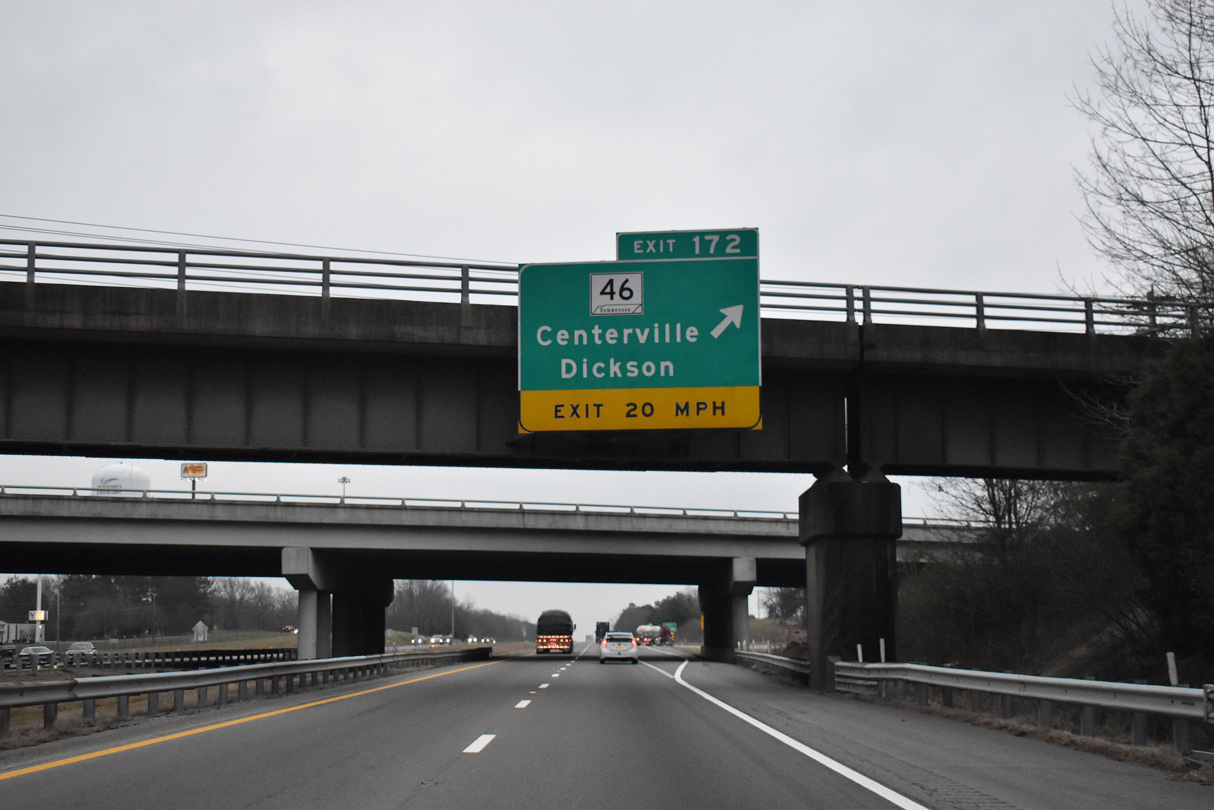 EXIT 172
46
Tennessee
Centerville
Dickson
EXIT 20 MPH